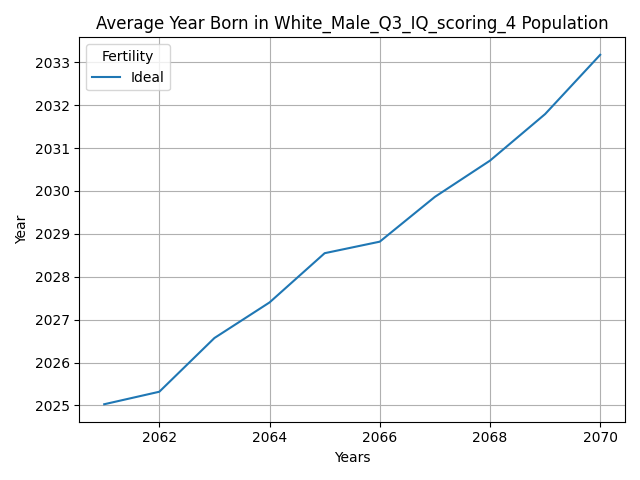 Average Year Born in White_Male_Q3_IQ_scoring_4 Population
Fertility
Ideal
Year
2033
2032
2031
2030
2029
2028
2027
2026
2025
2062 2064 2066 2068 2070
Years